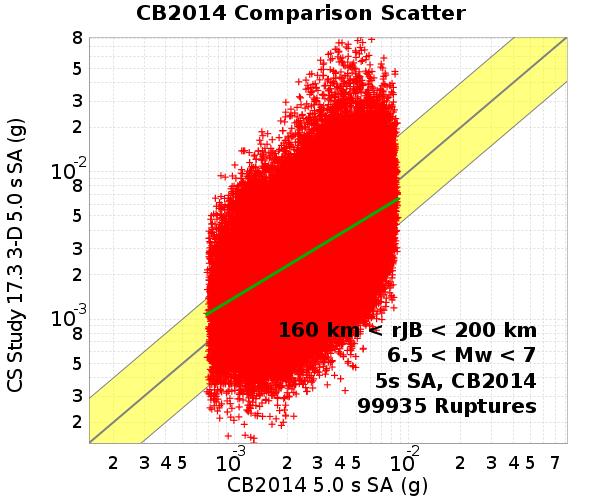 CB2014 Comparison Scatter
8
5
3
2
10-2
8
5
3
2
10-3
8
5
3
2
CS Study 17.3 3-D 5.0 s SA (g)
160 km < rJB < 200 km
6.5 < Mw < 7
5s SA, CB2014
99935 Ruptures
2 3 4 5 10-3 2 3 4 5 10-2 2 3 4 5 7
CB2014 5.0 s SA (g)